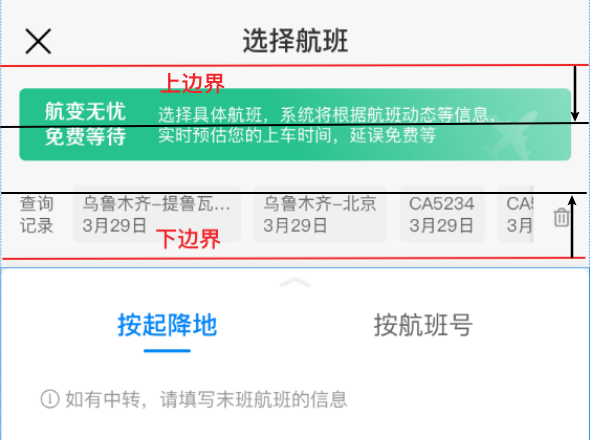 选择航班
上边界
航变无忧
免费等待
选择具体航班，系统将根据航班动态等信息，
实时预估您的上车时间，延误免费等
查询
记录
乌鲁木齐-提鲁瓦...
3月29日
乌鲁木齐-北京
3月29日
CA5234
3月29日
CA
3月
下边界
按起降地
按航班号
如有中转，请填写末班航班的信息